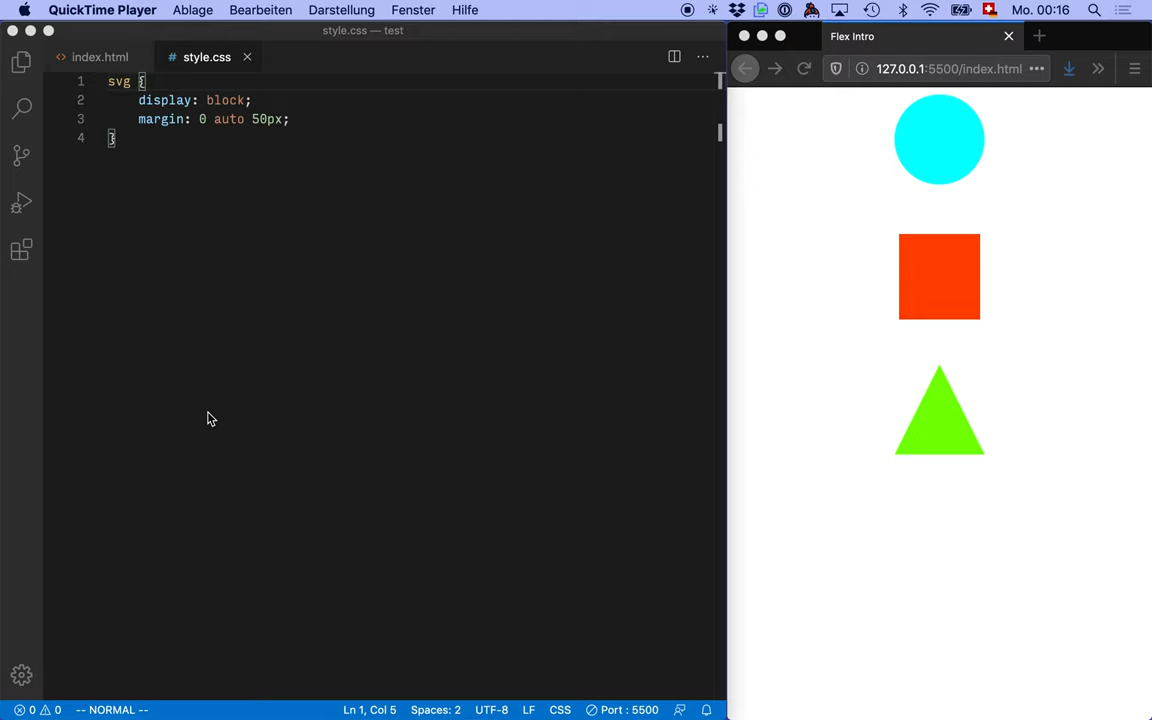 QuickTime Player Ablage Bearbeiten Darstellung Fenster Hilfe Mo. 00:16
style.css — test
<> index.html # style.css
1 svg {
2 display: block;
3 margin: 0 auto 50px;
4 }
0 0 -- NORMAL -- Ln 1, Col 5 Spaces: 2 UTF-8 LF CSS Port : 5500
Flex Intro
127.0.0.1:5500/index.html